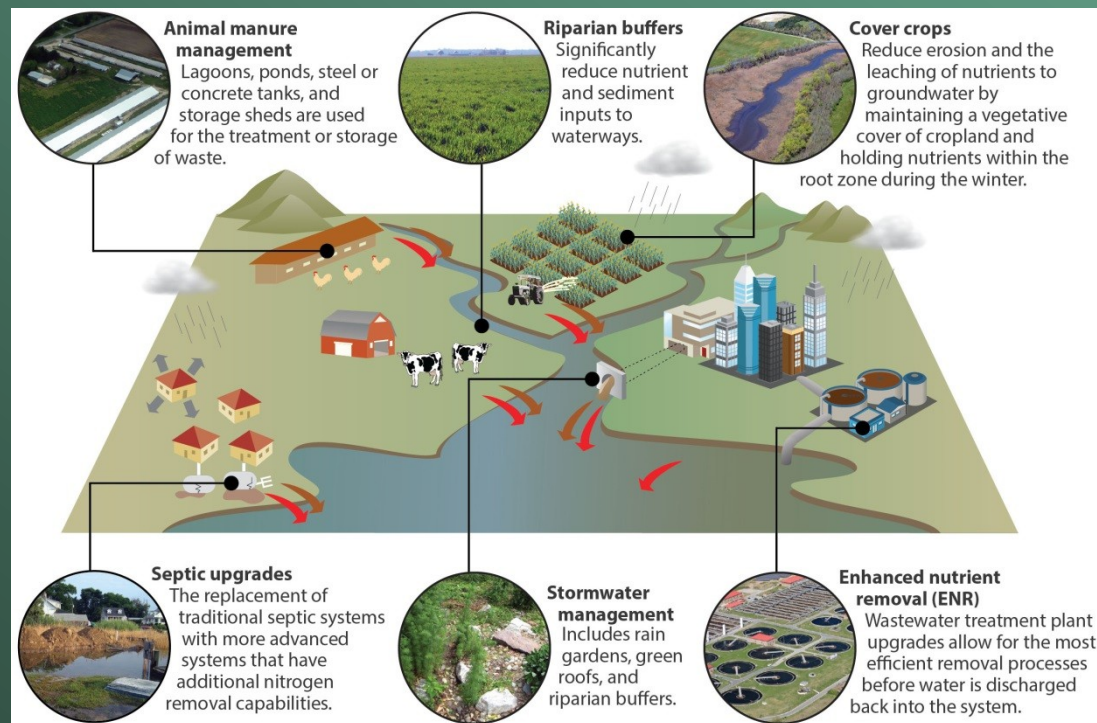 Animal manure
management
Lagoons, ponds, steel or
concrete tanks, and
storage sheds are used
for the treatment or storage
of waste.
Riparian buffers
Significantly
reduce nutrient
and sediment
inputs to
waterways.
Cover crops
Reduce erosion and the
leaching of nutrients to
groundwater by
maintaining a vegetative
cover of cropland and
holding nutrients within the
root zone during the winter.
Septic upgrades
The replacement of
traditional septic systems
with more advanced
systems that have
additional nitrogen
removal capabilities.
Stormwater
management
Includes rain
gardens, green
roofs, and
riparian buffers.
Enhanced nutrient
removal (ENR)
Wastewater treatment plant
upgrades allow for the most
efficient removal processes
before water is discharged
back into the system.